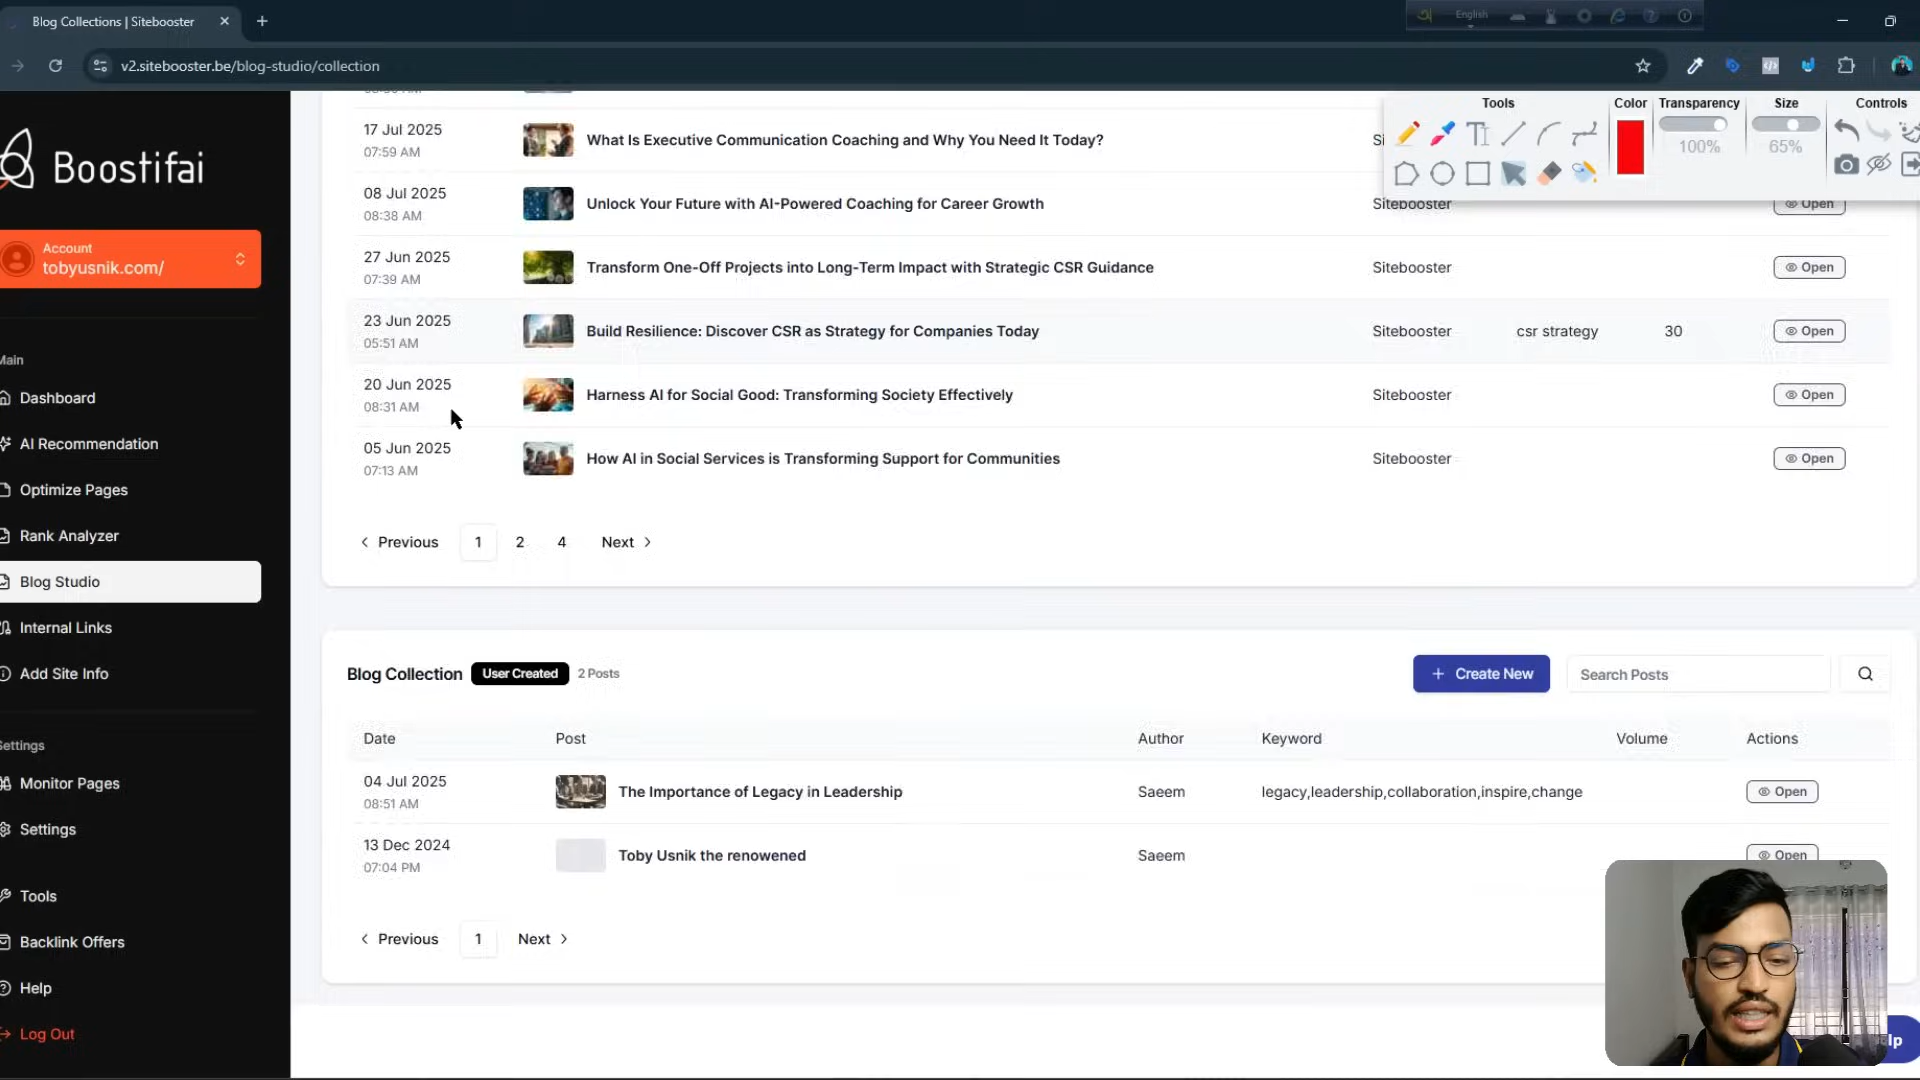 Blog Collections | Sitebooster
English
v2.sitebooster.be/blog-studio/collection
Tools Color Transparency Size Controls
100% 65%
Boostifai
Account
tobyusnik.com/
Main
Dashboard
AI Recommendation
Optimize Pages
Rank Analyzer
Blog Studio
Internal Links
Add Site Info
Settings
Monitor Pages
Settings
Tools
Backlink Offers
Help
Log Out
17 Jul 2025
07:59 AM
What Is Executive Communication Coaching and Why You Need It Today?
Si
08 Jul 2025
08:38 AM
Unlock Your Future with AI-Powered Coaching for Career Growth
Sitebooster
Open
27 Jun 2025
07:39 AM
Transform One-Off Projects into Long-Term Impact with Strategic CSR Guidance
Sitebooster
Open
23 Jun 2025
05:51 AM
Build Resilience: Discover CSR as Strategy for Companies Today
Sitebooster
csr strategy
30
Open
20 Jun 2025
08:31 AM
Harness AI for Social Good: Transforming Society Effectively
Sitebooster
Open
05 Jun 2025
07:13 AM
How AI in Social Services is Transforming Support for Communities
Sitebooster
Open
Previous 1 2 4 Next
Blog Collection User Created 2 Posts
+ Create New
Search Posts
Date Post Author Keyword Volume Actions
04 Jul 2025
08:51 AM
The Importance of Legacy in Leadership
Saeem
legacy,leadership,collaboration,inspire,change
Open
13 Dec 2024
07:04 PM
Toby Usnik the renowened
Saeem
Open
Previous 1 Next
lp